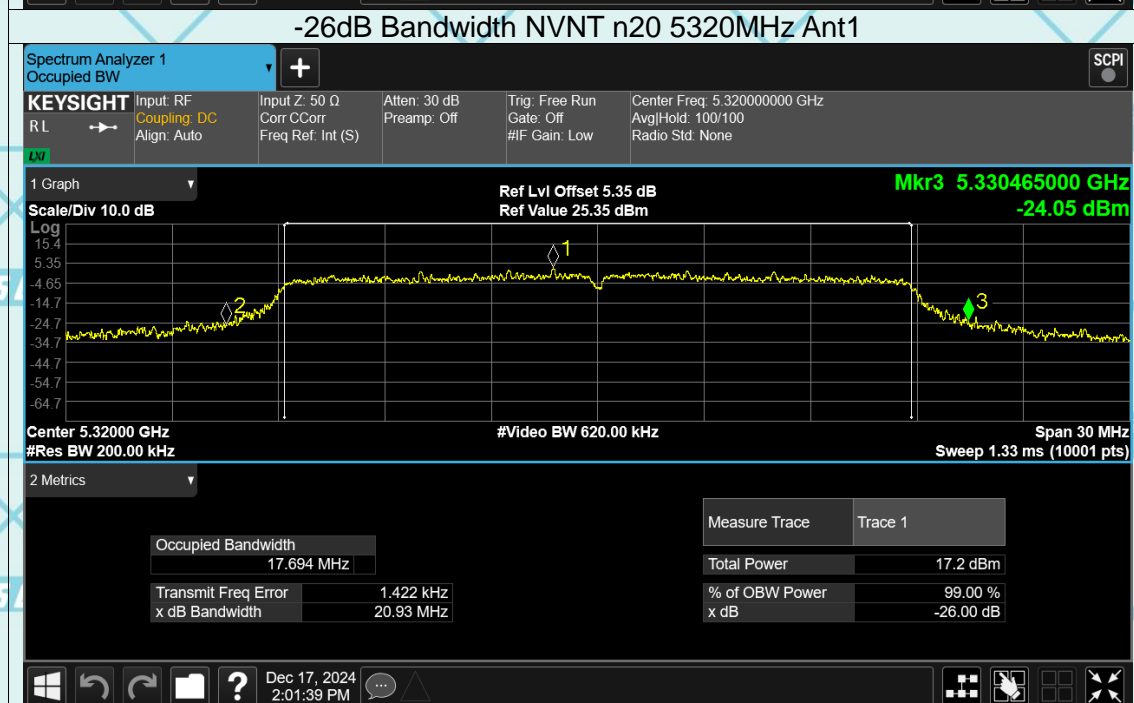 -26dB Bandwidth NVNT n20 5320MHz Ant1
Spectrum Analyzer 1
Occupied BW
SCPI
KEYSIGHT
RL
LXI
Input: RF
Coupling: DC
Align: Auto
Input Z: 50 Ω
Corr CCorr
Freq Ref: Int (S)
Atten: 30 dB
Preamp: Off
Trig: Free Run
Gate: Off
#IF Gain: Low
Center Freq: 5.320000000 GHz
Avg|Hold: 100/100
Radio Std: None
1 Graph
Scale/Div 10.0 dB
Ref Lvl Offset 5.35 dB
Ref Value 25.35 dBm
Mkr3 5.330465000 GHz
-24.05 dBm
Log
15.4
5.35
-4.65
-14.7
-24.7
-34.7
-44.7
-54.7
-64.7
1
2
3
Center 5.32000 GHz
#Video BW 620.00 kHz
Span 30 MHz
#Res BW 200.00 kHz
Sweep 1.33 ms (10001 pts)
2 Metrics
Occupied Bandwidth
17.694 MHz
Transmit Freq Error 1.422 kHz
x dB Bandwidth 20.93 MHz
Measure Trace Trace 1
Total Power 17.2 dBm
% of OBW Power 99.00 %
x dB -26.00 dB
Dec 17, 2024
2:01:39 PM